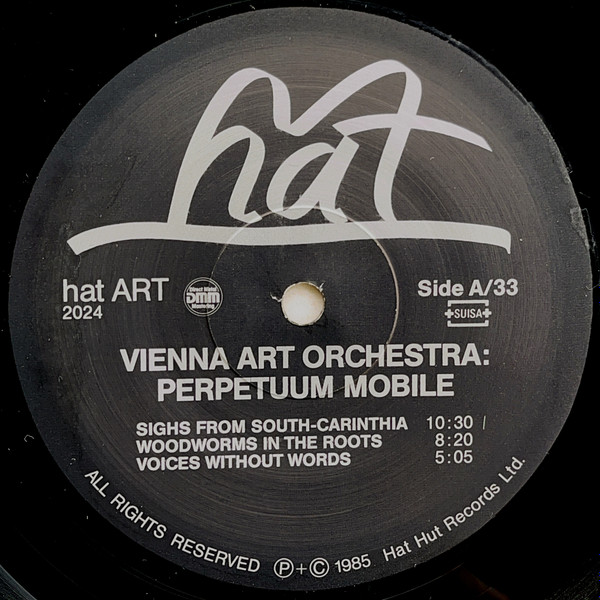 hat
hat ART
2024
Direct Metal
DMM
Mastering
Side A/33
SUISA
VIENNA ART ORCHESTRA:
PERPETUUM MOBILE
SIGHS FROM SOUTH-CARINTHIA 10:30
WOODWORMS IN THE ROOTS 8:20
VOICES WITHOUT WORDS 5:05
ALL RIGHTS RESERVED Ⓟ+© 1985 Hat Hut Records Ltd.